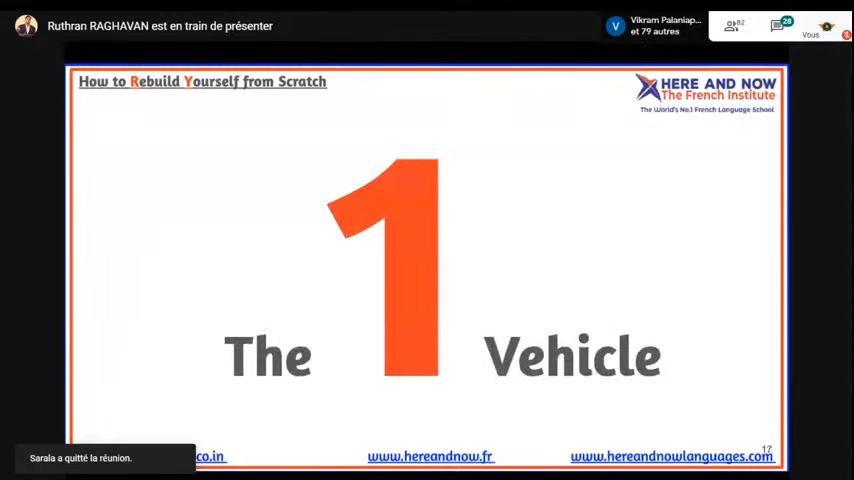 Ruthran RAGHAVAN est en train de présenter
Vikram Palaniap...
et 79 autres
82
28
Vous
How to Rebuild Yourself from Scratch
HERE AND NOW
The French Institute
The World's No.1 French Language School
The 1 Vehicle
17
Sarala a quitté la réunion.
co.in
www.hereandnow.fr
www.hereandnowlanguages.com